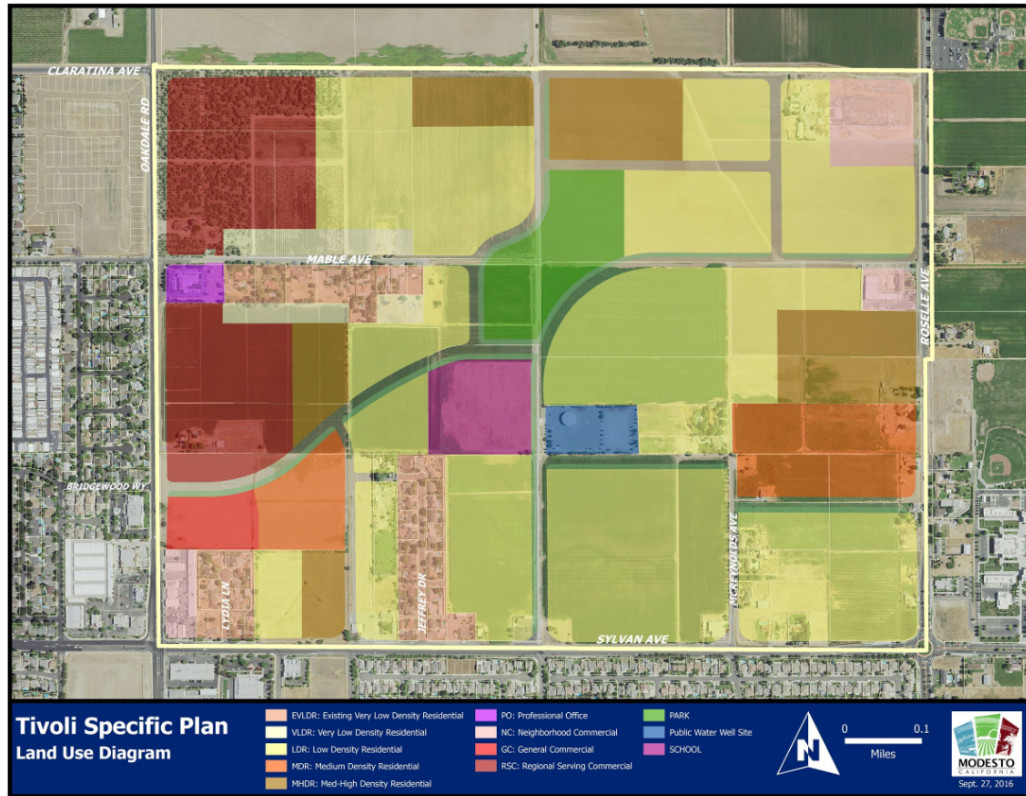 CLARATINA AVE
OAKDALE RD
MABLE AVE
ROSELLE AVE
BRIDGEWOOD WY
LYDIA LN
JEFFREY DR
MCREYNOLDS AVE
SYLVAN AVE
Tivoli Specific Plan
Land Use Diagram
EVLDR: Existing Very Low Density Residential
VLDR: Very Low Density Residential
LDR: Low Density Residential
MDR: Medium Density Residential
MHDR: Med-High Density Residential
PO: Professional Office
NC: Neighborhood Commercial
GC: General Commercial
RSC: Regional Serving Commercial
PARK
Public Water Well Site
SCHOOL
N
0 0.1
Miles
MODESTO
CALIFORNIA
Sept. 27, 2016